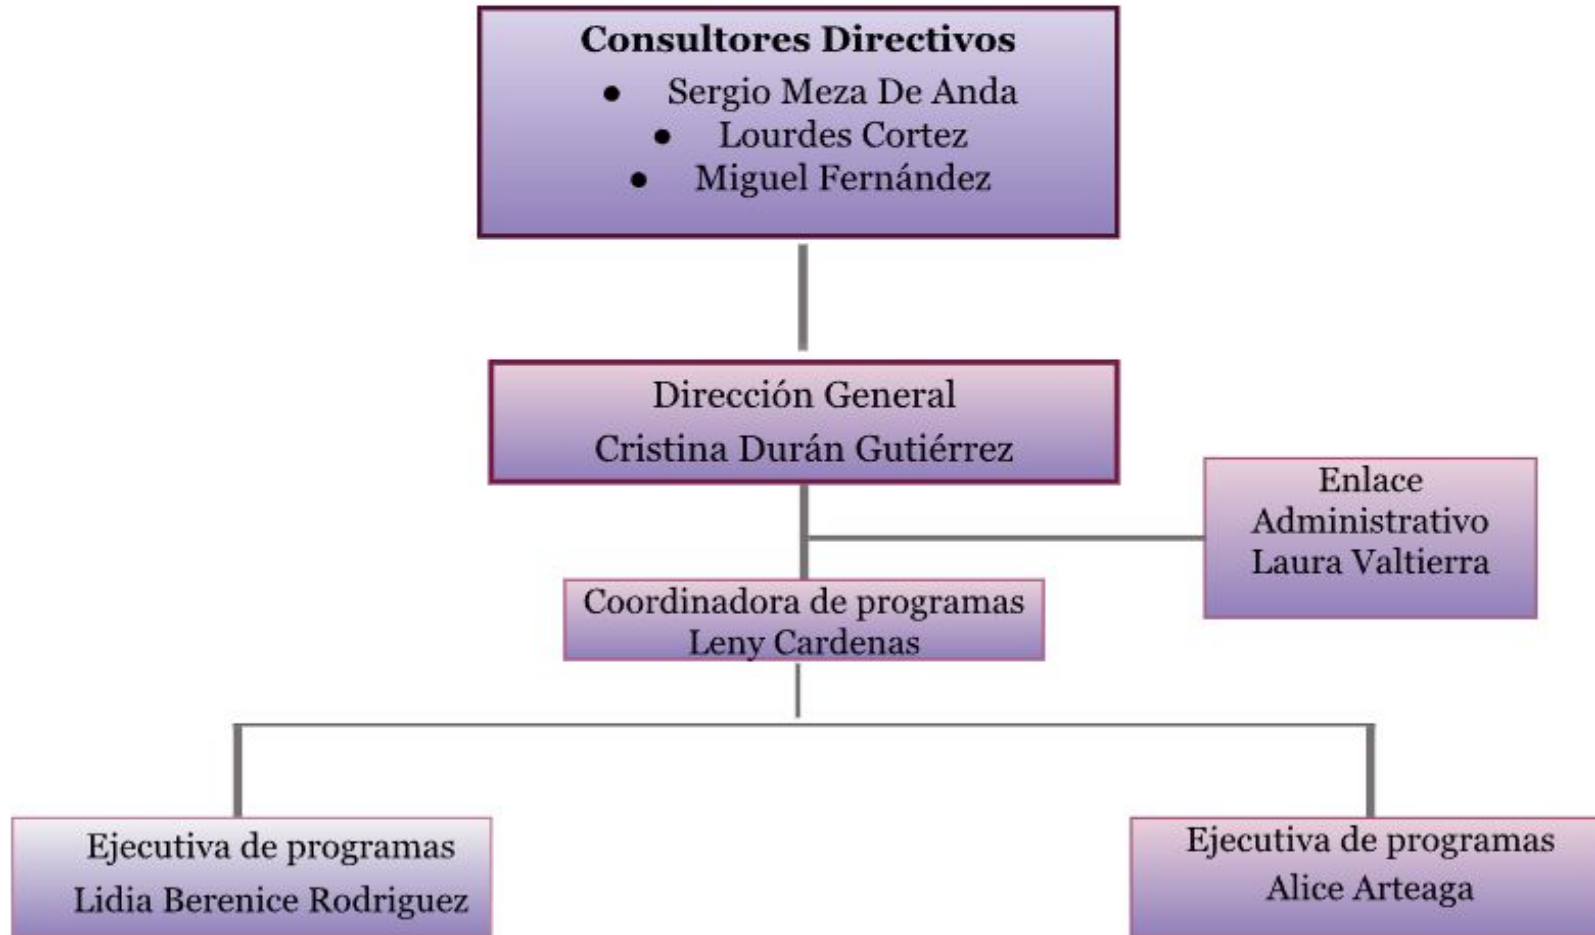 Consultores Directivos
● Sergio Meza De Anda
● Lourdes Cortez
● Miguel Fernández
Dirección General
Cristina Durán Gutiérrez
Enlace
Administrativo
Laura Valtierra
Coordinadora de programas
Leny Cardenas
Ejecutiva de programas
Lidia Berenice Rodriguez
Ejecutiva de programas
Alice Arteaga